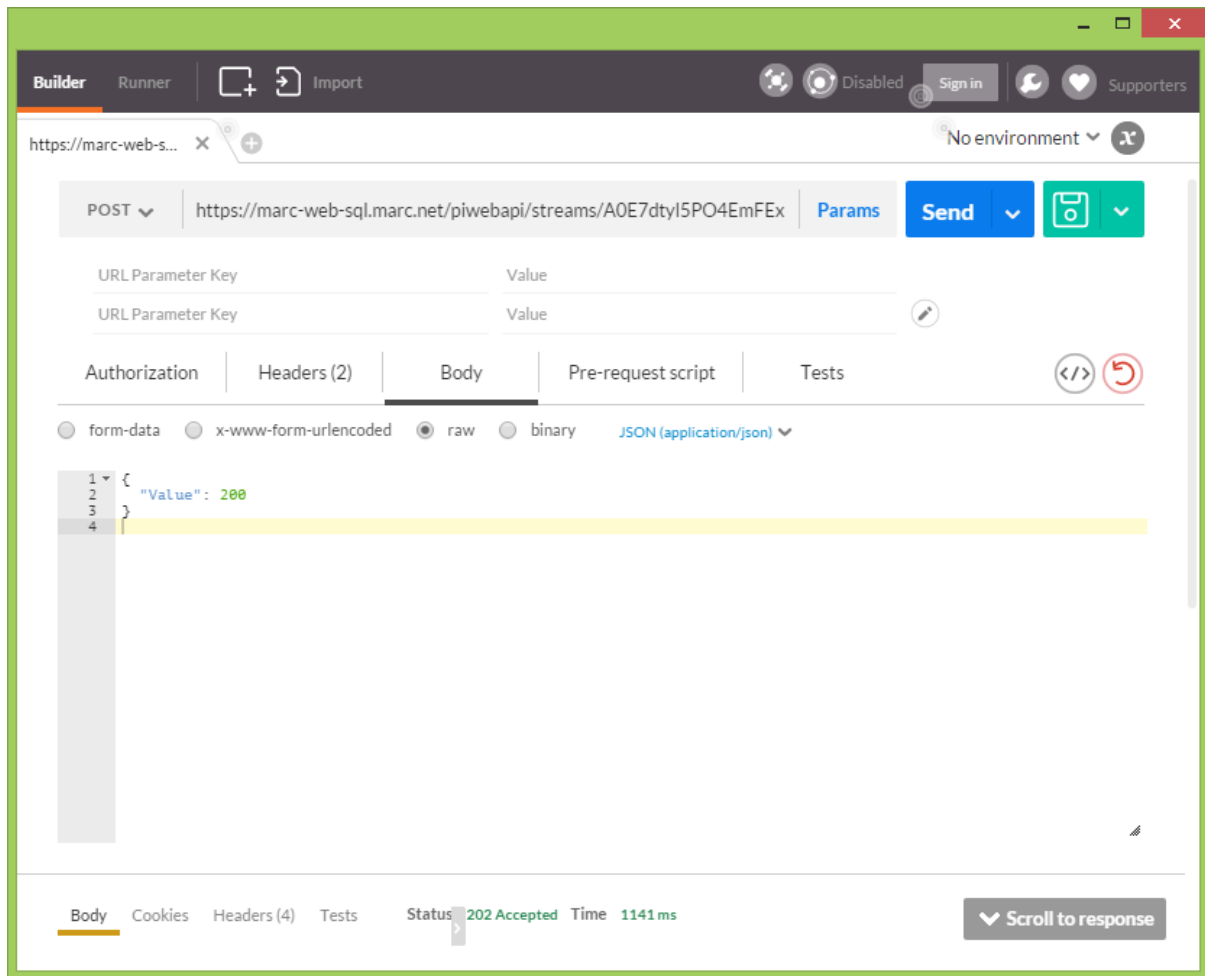 Builder Runner Import Disabled Sign in Supporters
https://marc-web-s... No environment
POST https://marc-web-sql.marc.net/piwebapi/streams/A0E7dtyI5PO4EmFEx Params Send
URL Parameter Key Value
URL Parameter Key Value
Authorization Headers (2) Body Pre-request script Tests
form-data x-www-form-urlencoded raw binary JSON (application/json)
1 {
2 "Value": 200
3 }
4
Body Cookies Headers (4) Tests Status 202 Accepted Time 1141 ms Scroll to response